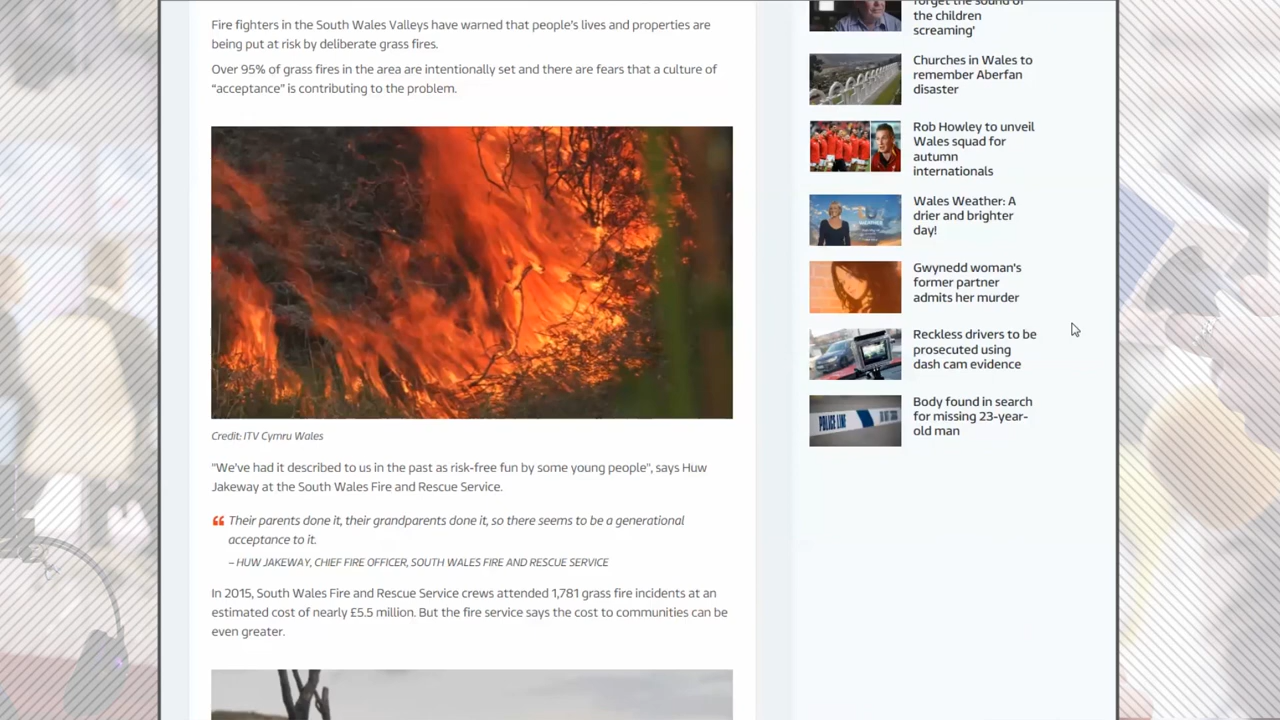 Fire fighters in the South Wales Valleys have warned that people's lives and properties are
being put at risk by deliberate grass fires.
Over 95% of grass fires in the area are intentionally set and there are fears that a culture of
“acceptance” is contributing to the problem.
Credit: ITV Cymru Wales
"We've had it described to us in the past as risk-free fun by some young people", says Huw
Jakeway at the South Wales Fire and Rescue Service.
Their parents done it, their grandparents done it, so there seems to be a generational
acceptance to it.
– HUW JAKEWAY, CHIEF FIRE OFFICER, SOUTH WALES FIRE AND RESCUE SERVICE
In 2015, South Wales Fire and Rescue Service crews attended 1,781 grass fire incidents at an
estimated cost of nearly £5.5 million. But the fire service says the cost to communities can be
even greater.
forget the sound of
the children
screaming'
Churches in Wales to
remember Aberfan
disaster
Rob Howley to unveil
Wales squad for
autumn
internationals
Wales Weather: A
drier and brighter
day!
Gwynedd woman's
former partner
admits her murder
Reckless drivers to be
prosecuted using
dash cam evidence
POLICE LINE
Body found in search
for missing 23-year-
old man